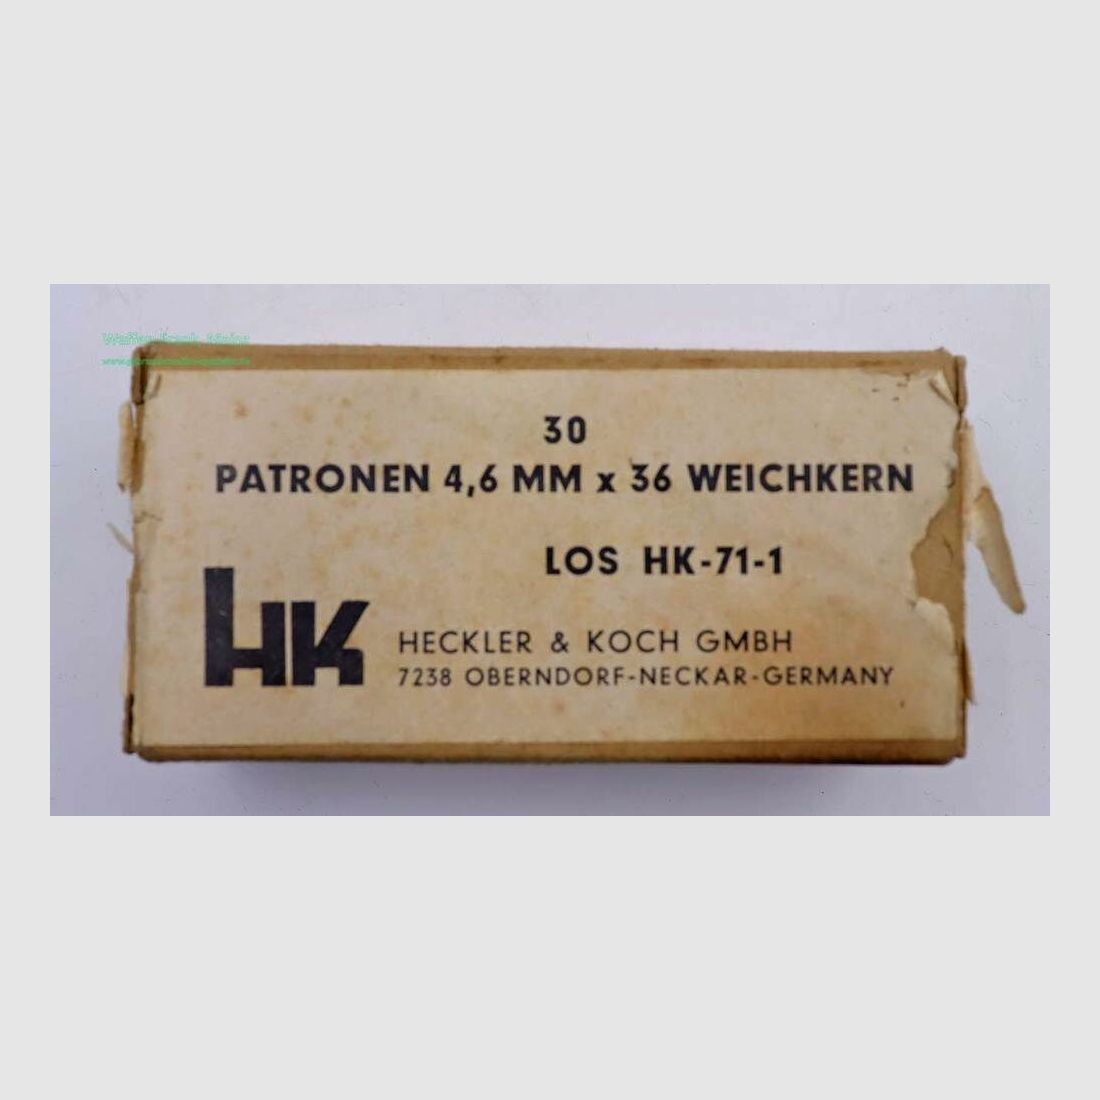 30
PATRONEN 4,6 MM x 36 WEICHKERN
LOS HK-71-1
HK
HECKLER & KOCH GMBH
7238 OBERNDORF-NECKAR-GERMANY